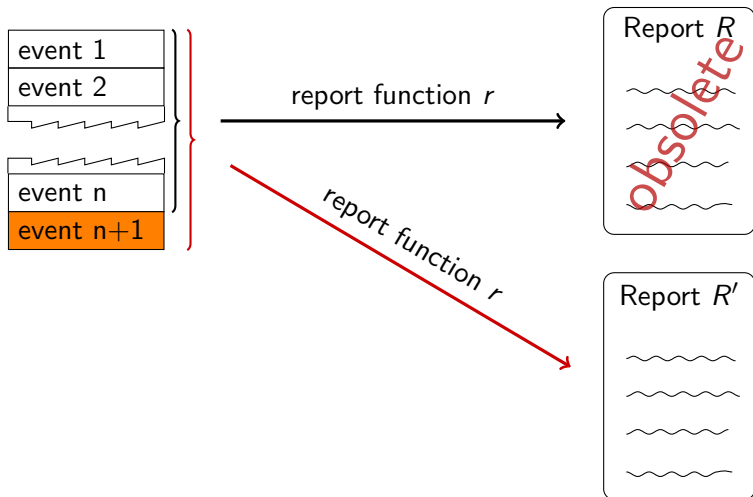 event 1
event 2
event n
event n+1
report function r
report function r
Report R
obsolete
Report R′